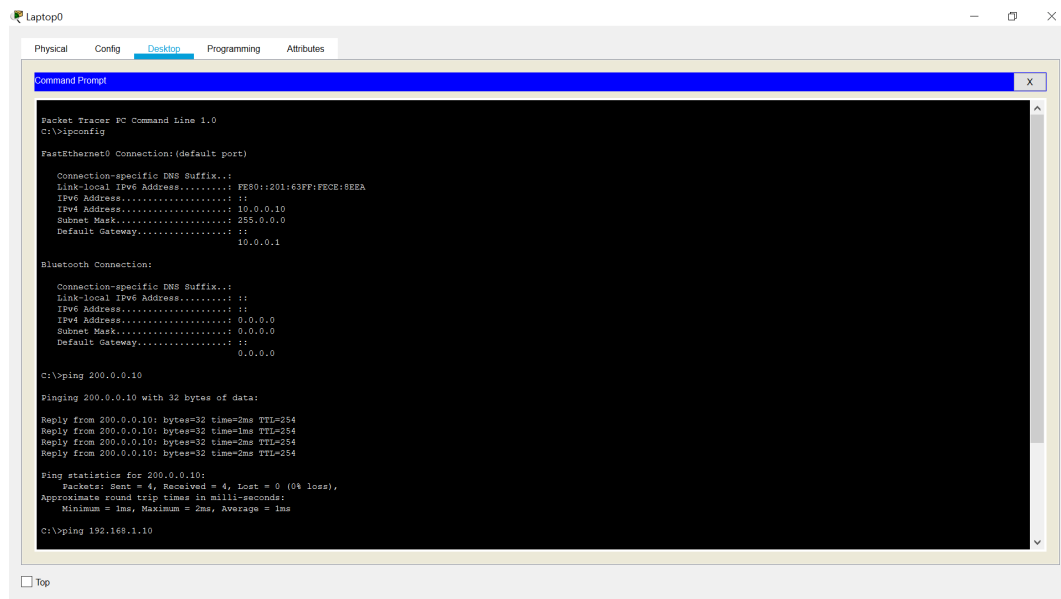 Laptop0
Physical Config Desktop Programming Attributes
Command Prompt
X
Packet Tracer PC Command Line 1.0
C:\>ipconfig
FastEthernet0 Connection:(default port)
Connection-specific DNS Suffix..:
Link-local IPv6 Address.........: FE80::201:63FF:FECE:8EEA
IPv6 Address....................: ::
IPv4 Address....................: 10.0.0.10
Subnet Mask.....................: 255.0.0.0
Default Gateway.................: ::
10.0.0.1
Bluetooth Connection:
Connection-specific DNS Suffix..:
Link-local IPv6 Address.........: ::
IPv6 Address....................: ::
IPv4 Address....................: 0.0.0.0
Subnet Mask.....................: 0.0.0.0
Default Gateway.................: ::
0.0.0.0
C:\>ping 200.0.0.10
Pinging 200.0.0.10 with 32 bytes of data:
Reply from 200.0.0.10: bytes=32 time=2ms TTL=254
Reply from 200.0.0.10: bytes=32 time=1ms TTL=254
Reply from 200.0.0.10: bytes=32 time=2ms TTL=254
Reply from 200.0.0.10: bytes=32 time=2ms TTL=254
Ping statistics for 200.0.0.10:
Packets: Sent = 4, Received = 4, Lost = 0 (0% loss),
Approximate round trip times in milli-seconds:
Minimum = 1ms, Maximum = 2ms, Average = 1ms
C:\>ping 192.168.1.10
Top